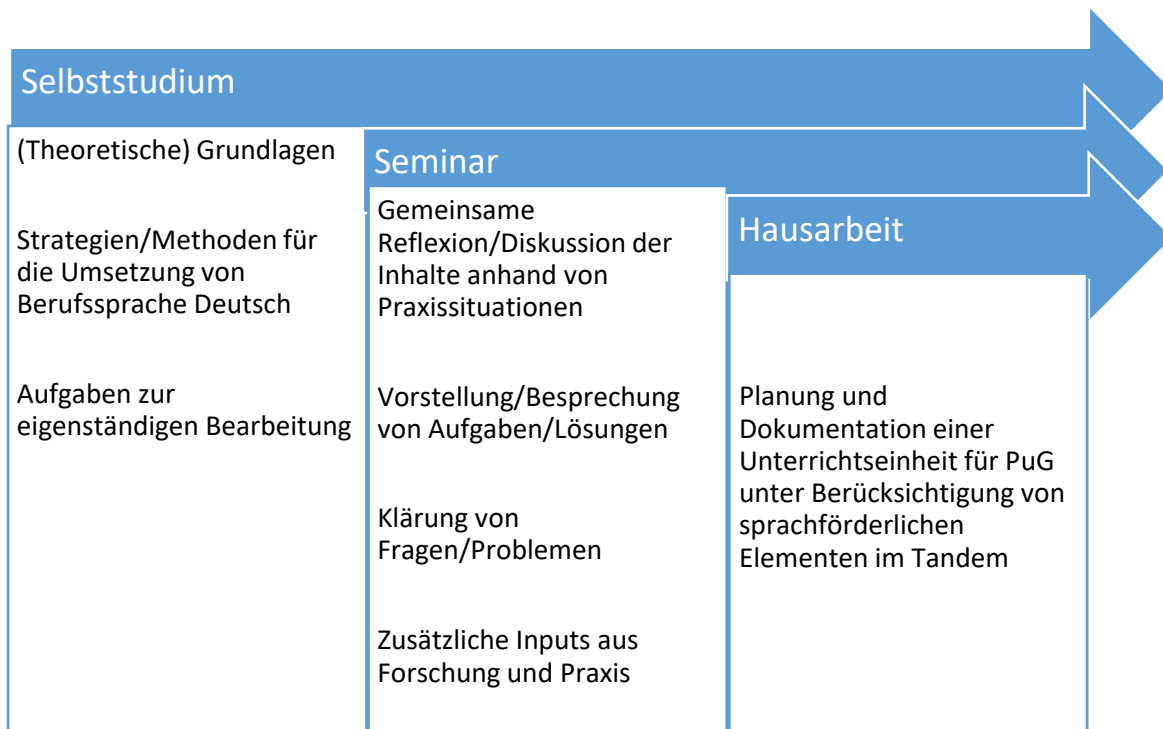 Selbststudium
(Theoretische) Grundlagen
Strategien/Methoden für
die Umsetzung von
Berufssprache Deutsch
Aufgaben zur
eigenständigen Bearbeitung
Seminar
Gemeinsame
Reflexion/Diskussion der
Inhalte anhand von
Praxissituationen
Vorstellung/Besprechung
von Aufgaben/Lösungen
Klärung von
Fragen/Problemen
Zusätzliche Inputs aus
Forschung und Praxis
Hausarbeit
Planung und
Dokumentation einer
Unterrichtseinheit für PuG
unter Berücksichtigung von
sprachförderlichen
Elementen im Tandem